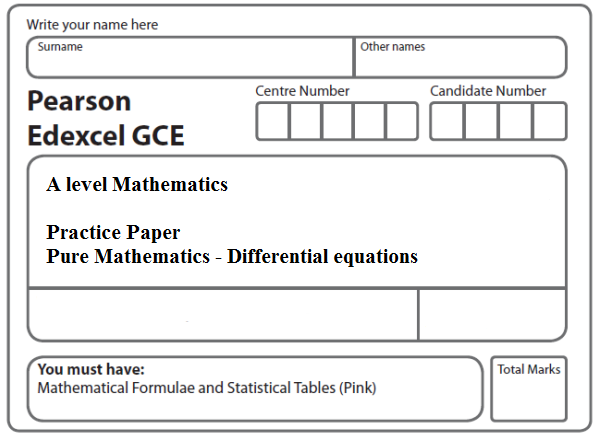 Write your name here
Surname
Other names
Pearson
Edexcel GCE
Centre Number
Candidate Number
A level Mathematics
Practice Paper
Pure Mathematics - Differential equations
You must have:
Mathematical Formulae and Statistical Tables (Pink)
Total Marks